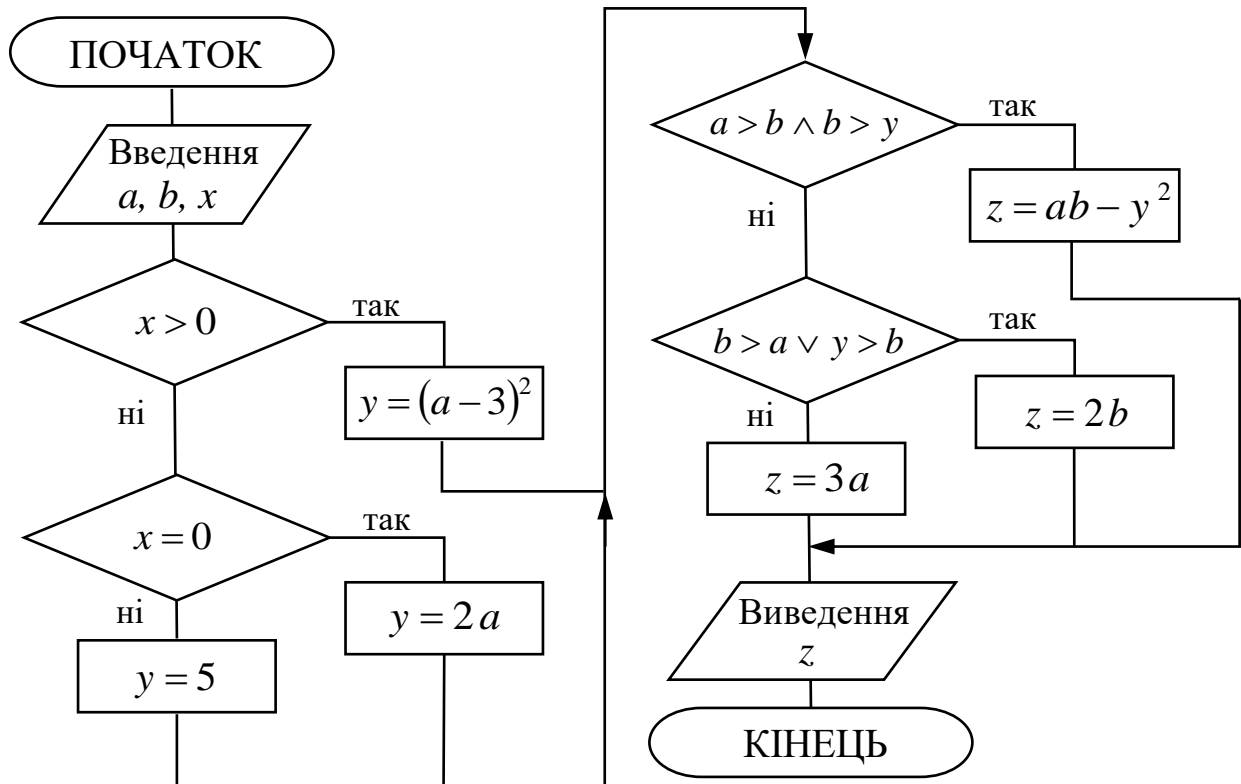 ПОЧАТОК
Введення
a, b, x
x > 0
так
y = (a − 3)²
ні
x = 0
так
y = 2a
ні
y = 5
a > b ∧ b > y
так
z = ab − y²
ні
b > a ∨ y > b
так
z = 2b
ні
z = 3a
Виведення
z
КІНЕЦЬ